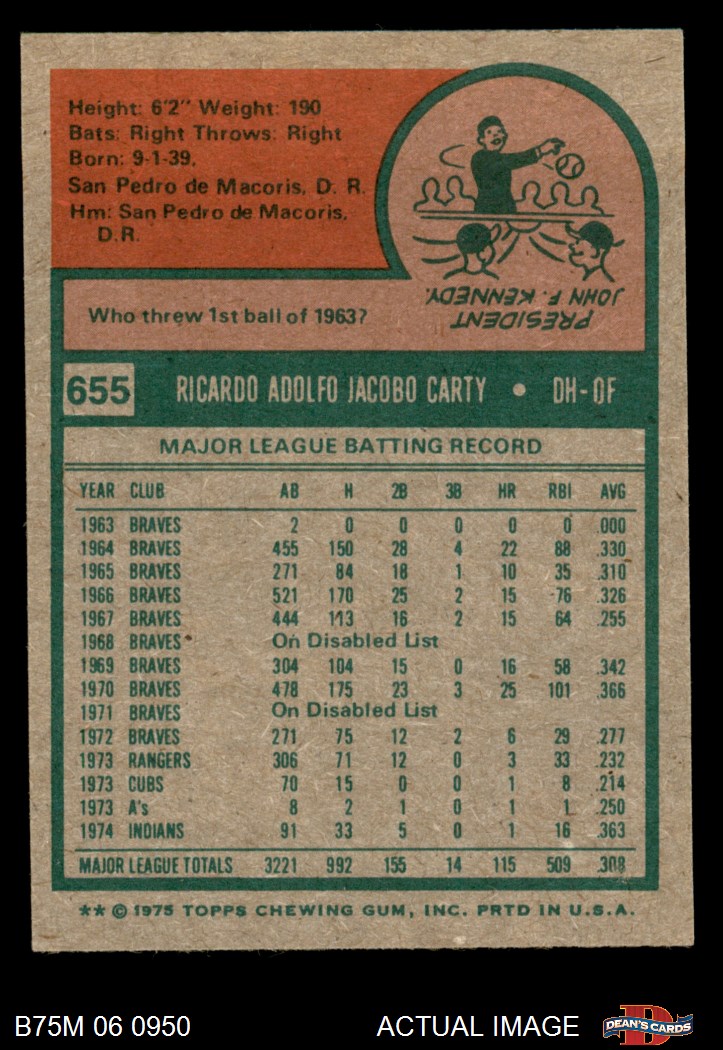 Height: 6'2" Weight: 190
Bats: Right Throws: Right
Born: 9-1-39,
San Pedro de Macoris, D. R.
Hm: San Pedro de Macoris,
D.R.
Who threw 1st ball of 1963?
PRESIDENT
JOHN F. KENNEDY.
655 RICARDO ADOLFO JACOBO CARTY • DH-OF
MAJOR LEAGUE BATTING RECORD
YEAR CLUB AB H 2B 3B HR RBI AVG
1963 BRAVES 2 0 0 0 0 0 .000
1964 BRAVES 455 150 28 4 22 88 .330
1965 BRAVES 271 84 18 1 10 35 .310
1966 BRAVES 521 170 25 2 15 76 .326
1967 BRAVES 444 113 16 2 15 64 .255
1968 BRAVES On Disabled List
1969 BRAVES 304 104 15 0 16 58 .342
1970 BRAVES 478 175 23 3 25 101 .366
1971 BRAVES On Disabled List
1972 BRAVES 271 75 12 2 6 29 .277
1973 RANGERS 306 71 12 0 3 33 .232
1973 CUBS 70 15 0 0 1 8 .214
1973 A's 8 2 1 0 1 1 .250
1974 INDIANS 91 33 5 0 1 16 .363
MAJOR LEAGUE TOTALS 3221 992 155 14 115 509 .308
** © 1975 TOPPS CHEWING GUM, INC. PRTD IN U.S.A.
B75M 06 0950 ACTUAL IMAGE DEAN'S CARDS